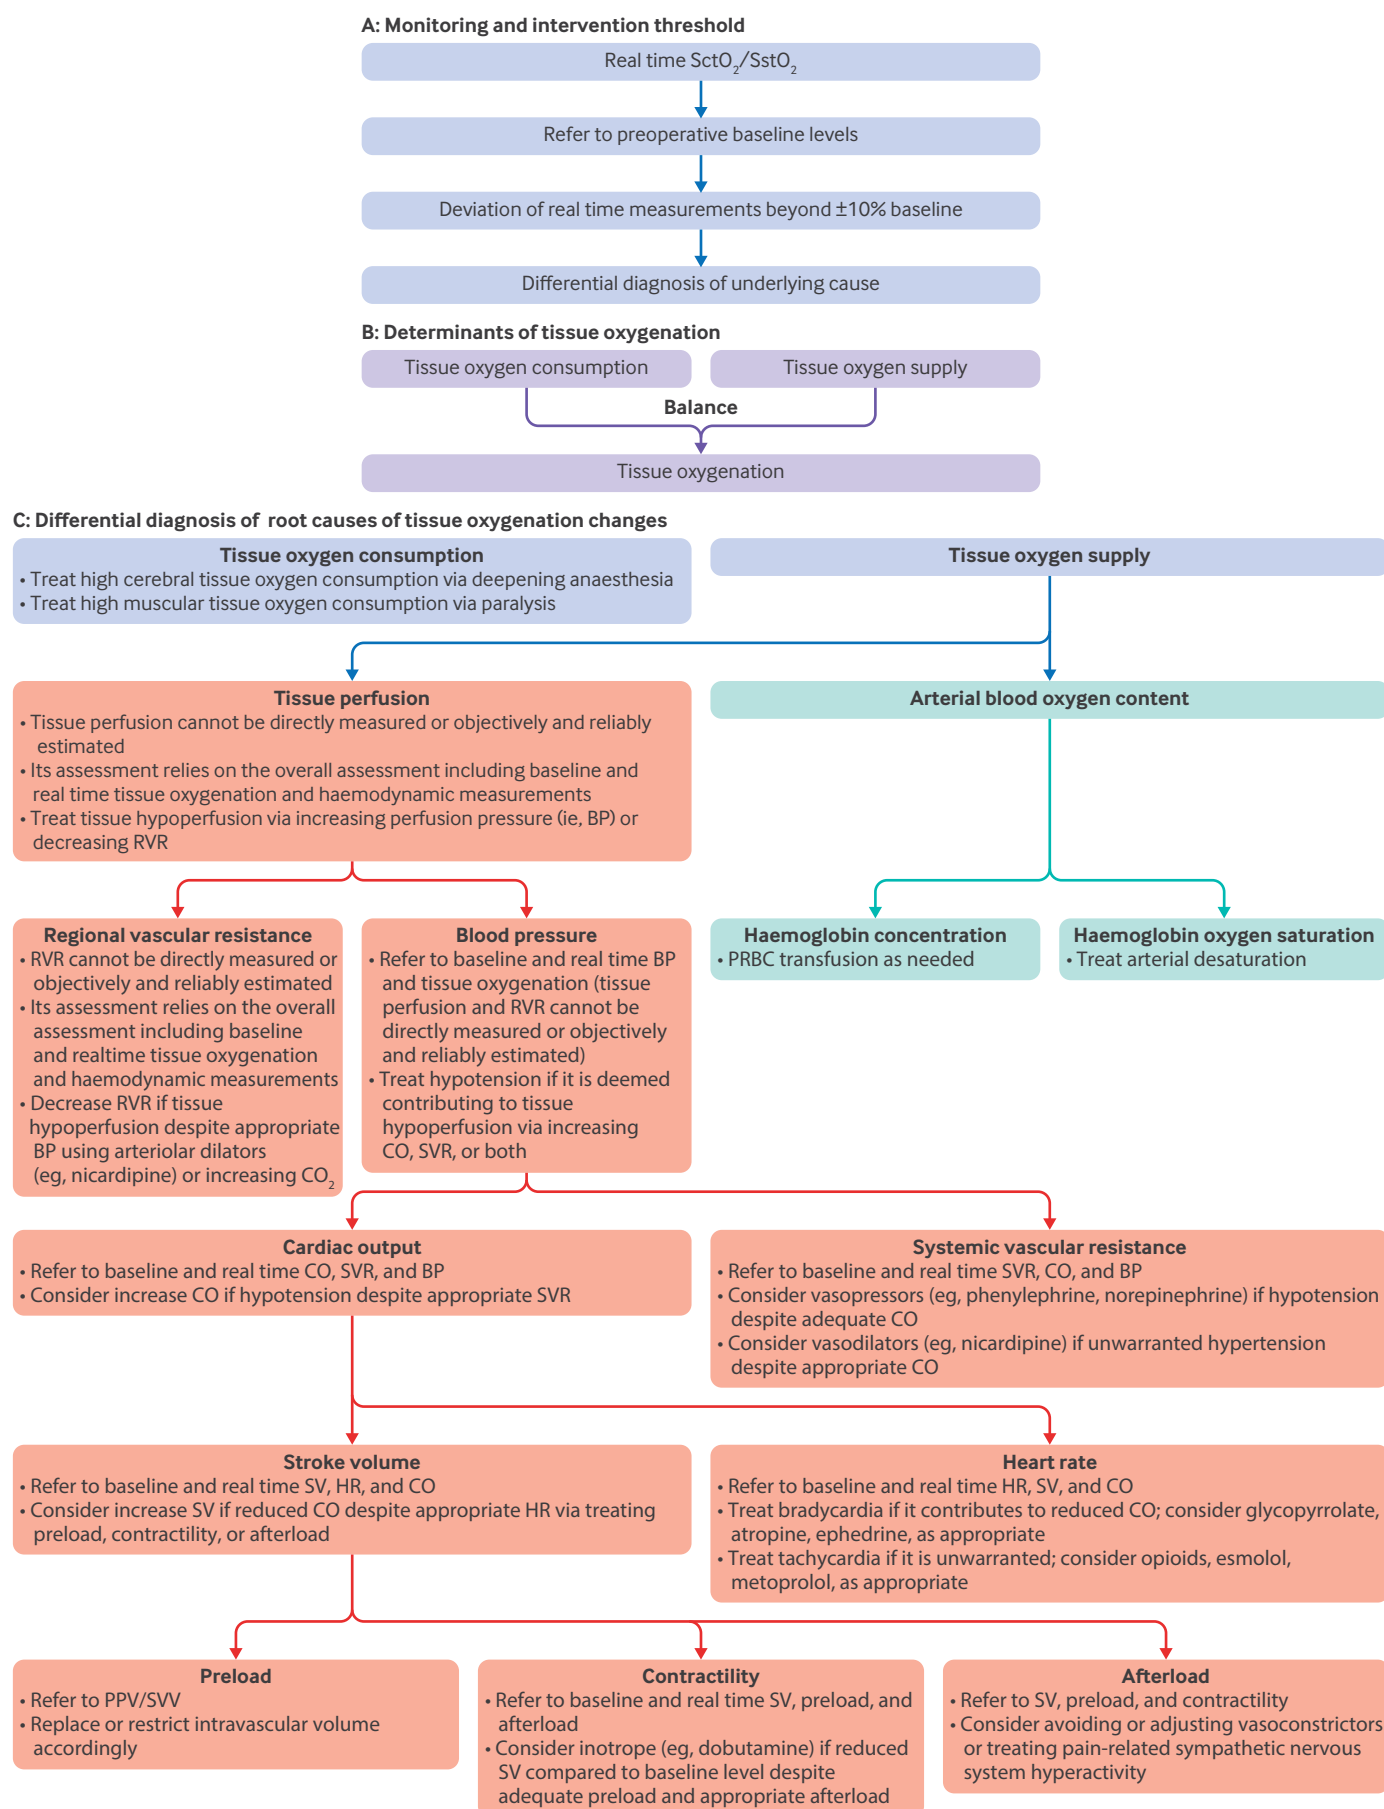 A: Monitoring and intervention threshold
Real time SctO₂/SstO₂
Refer to preoperative baseline levels
Deviation of real time measurements beyond ±10% baseline
Differential diagnosis of underlying cause
B: Determinants of tissue oxygenation
Tissue oxygen consumption
Tissue oxygen supply
Balance
Tissue oxygenation
C: Differential diagnosis of root causes of tissue oxygenation changes
Tissue oxygen consumption
• Treat high cerebral tissue oxygen consumption via deepening anaesthesia
• Treat high muscular tissue oxygen consumption via paralysis
Tissue oxygen supply
Tissue perfusion
• Tissue perfusion cannot be directly measured or objectively and reliably
estimated
• Its assessment relies on the overall assessment including baseline and
real time tissue oxygenation and haemodynamic measurements
• Treat tissue hypoperfusion via increasing perfusion pressure (ie, BP) or
decreasing RVR
Arterial blood oxygen content
Regional vascular resistance
• RVR cannot be directly measured or
objectively and reliably estimated
• Its assessment relies on the overall
assessment including baseline
and realtime tissue oxygenation
and haemodynamic measurements
• Decrease RVR if tissue
hypoperfusion despite appropriate
BP using arteriolar dilators
(eg, nicardipine) or increasing CO₂
Blood pressure
• Refer to baseline and real time BP
and tissue oxygenation (tissue
perfusion and RVR cannot be
directly measured or objectively
and reliably estimated)
• Treat hypotension if it is deemed
contributing to tissue
hypoperfusion via increasing
CO, SVR, or both
Haemoglobin concentration
• PRBC transfusion as needed
Haemoglobin oxygen saturation
• Treat arterial desaturation
Cardiac output
• Refer to baseline and real time CO, SVR, and BP
• Consider increase CO if hypotension despite appropriate SVR
Systemic vascular resistance
• Refer to baseline and real time SVR, CO, and BP
• Consider vasopressors (eg, phenylephrine, norepinephrine) if hypotension
despite adequate CO
• Consider vasodilators (eg, nicardipine) if unwarranted hypertension
despite appropriate CO
Stroke volume
• Refer to baseline and real time SV, HR, and CO
• Consider increase SV if reduced CO despite appropriate HR via treating
preload, contractility, or afterload
Heart rate
• Refer to baseline and real time HR, SV, and CO
• Treat bradycardia if it contributes to reduced CO; consider glycopyrrolate,
atropine, ephedrine, as appropriate
• Treat tachycardia if it is unwarranted; consider opioids, esmolol,
metoprolol, as appropriate
Preload
• Refer to PPV/SVV
• Replace or restrict intravascular volume
accordingly
Contractility
• Refer to baseline and real time SV, preload, and
afterload
• Consider inotrope (eg, dobutamine) if reduced
SV compared to baseline level despite
adequate preload and appropriate afterload
Afterload
• Refer to SV, preload, and contractility
• Consider avoiding or adjusting vasoconstrictors
or treating pain-related sympathetic nervous
system hyperactivity